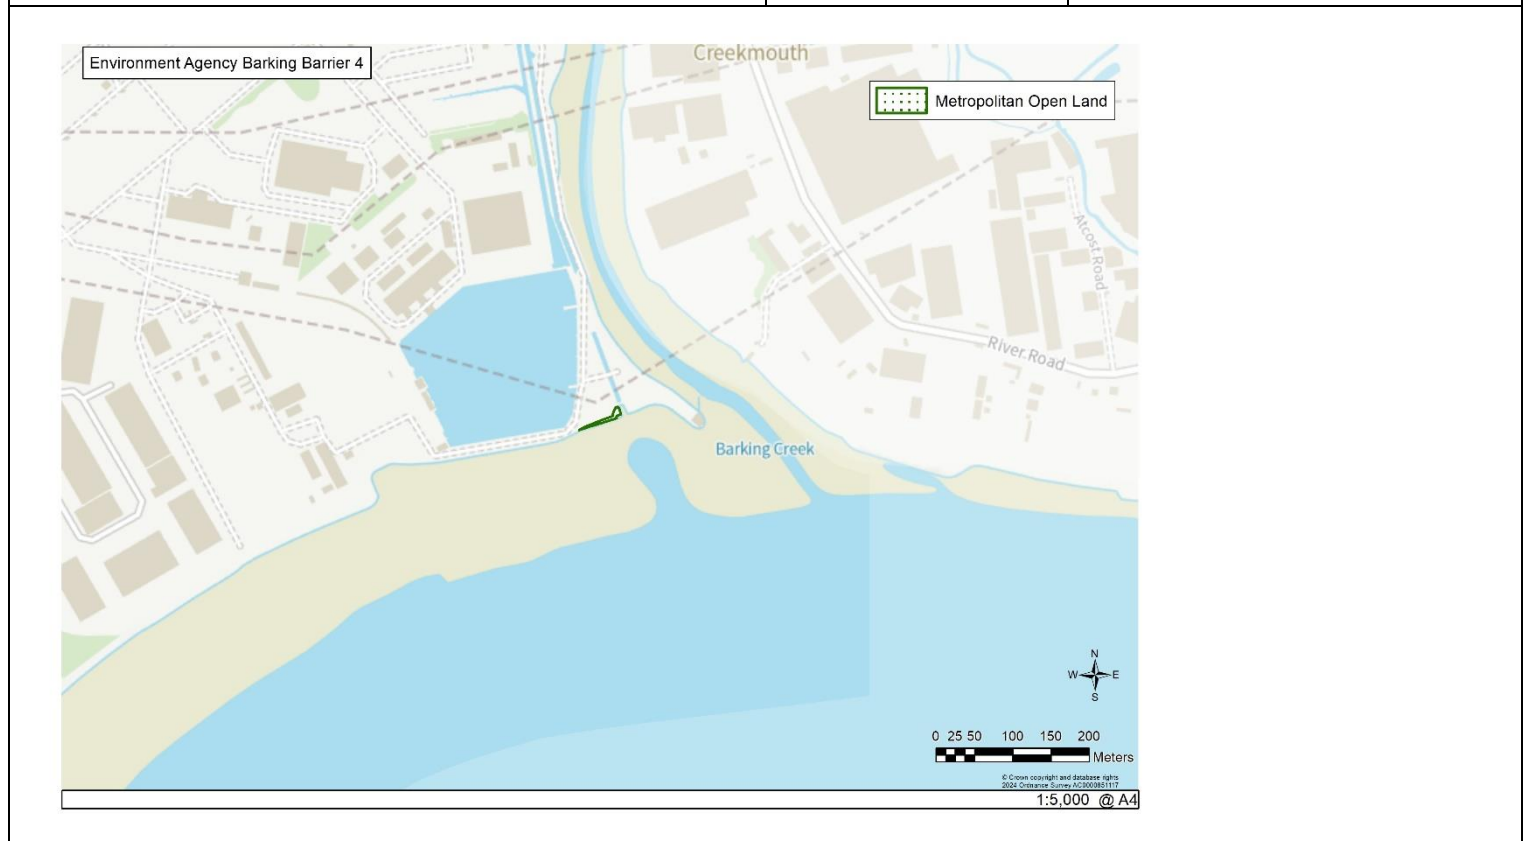 Environment Agency Barking Barrier 4
Creekmouth
Metropolitan Open Land
Atcost Road
River Road
Barking Creek
N
W E
S
0 25 50 100 150 200
Meters
© Crown copyright and database rights
2024 Ordnance Survey AC0000851117
1:5,000 @ A4